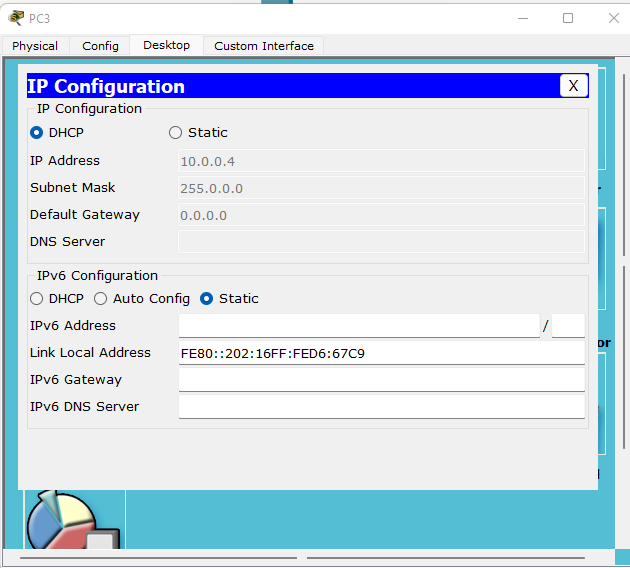 PC3
Physical Config Desktop Custom Interface
IP Configuration X
IP Configuration
DHCP Static
IP Address 10.0.0.4
Subnet Mask 255.0.0.0
Default Gateway 0.0.0.0
DNS Server
IPv6 Configuration
DHCP Auto Config Static
IPv6 Address /
Link Local Address FE80::202:16FF:FED6:67C9
IPv6 Gateway
IPv6 DNS Server
or